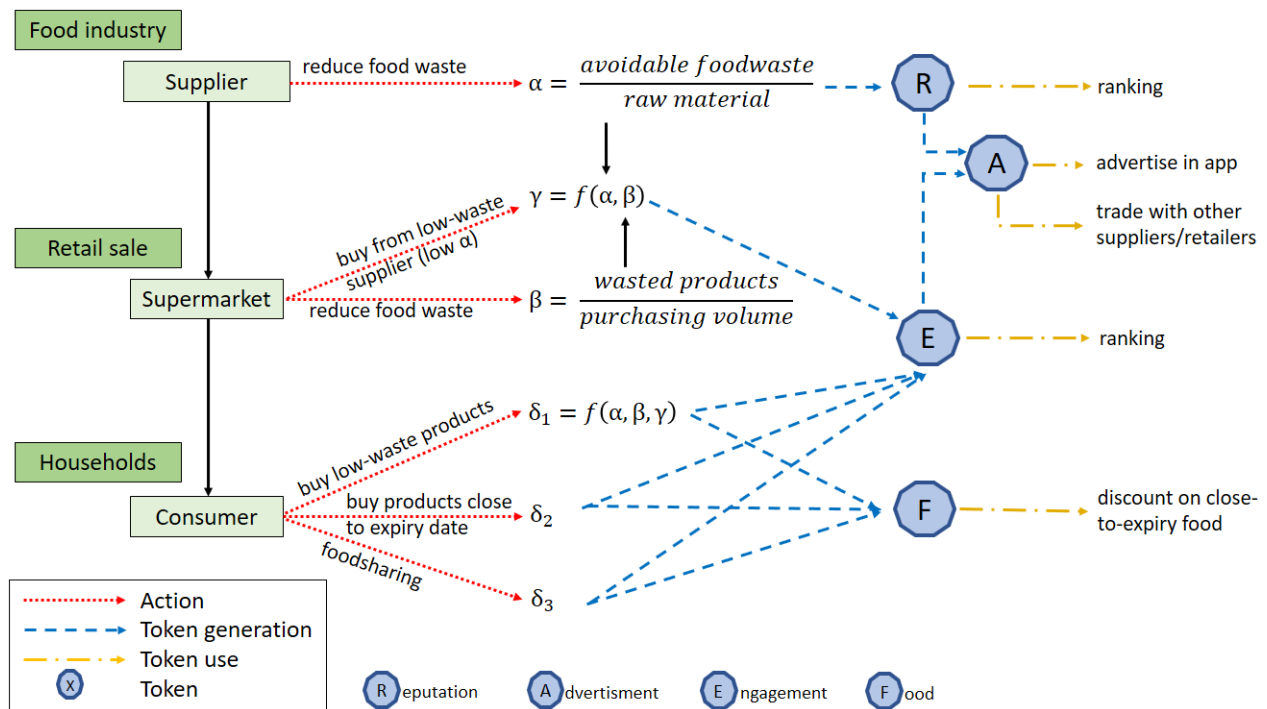 Food industry
Supplier
reduce food waste
α = avoidable foodwaste
raw material
R
ranking
A
advertise in app
trade with other
suppliers/retailers
γ = f(α, β)
buy from low-waste
supplier (low α)
Retail sale
Supermarket
reduce food waste
β = wasted products
purchasing volume
E
ranking
δ1 = f(α, β, γ)
buy low-waste products
Households
Consumer
buy products close
to expiry date
δ2
F
discount on close-
to-expiry food
foodsharing
δ3
Action
Token generation
Token use
X Token
R eputation
A dvertisment
E ngagement
F ood